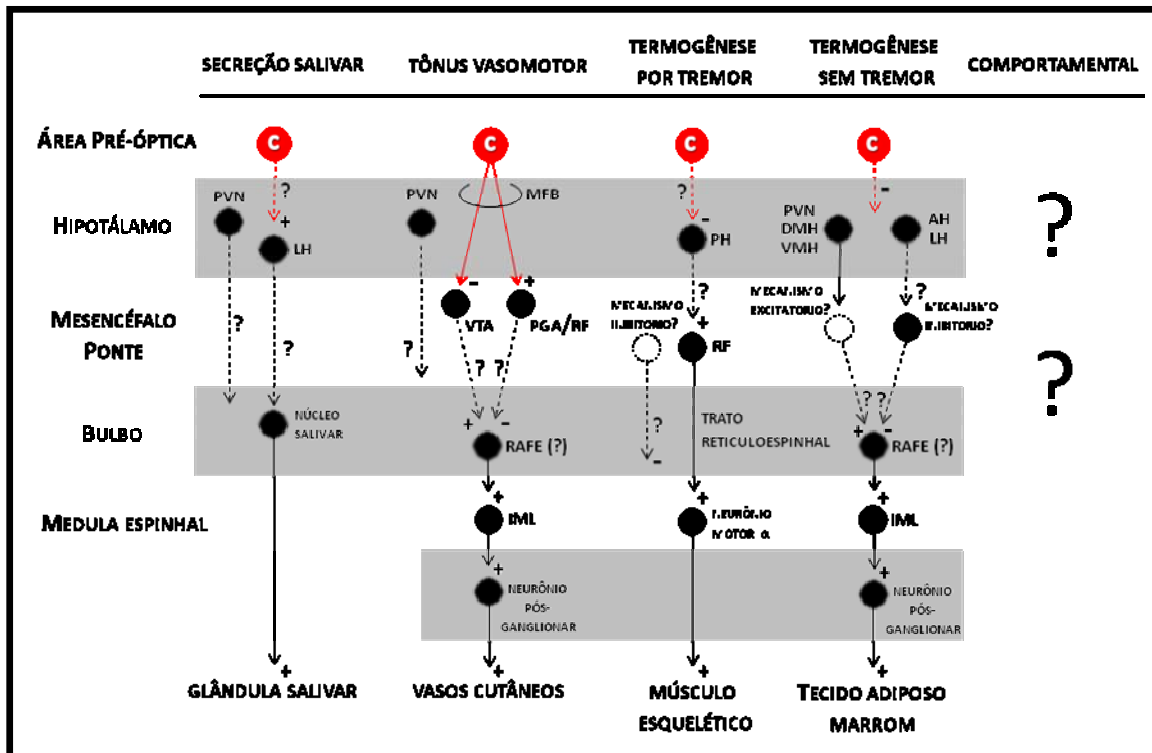 SECREÇÃO SALIVAR
TÔNUS VASOMOTOR
TERMOGÊNESE
POR TREMOR
TERMOGÊNESE
SEM TREMOR
COMPORTAMENTAL
ÁREA PRÉ-ÓPTICA
C
C
C
C
?
?
-
PVN
+
LH
PVN
MFB
-
PH
PVN
DMH
VMH
AH
LH
?
HIPOTÁLAMO
?
?
?
-
VTA
+
PGA/RF
?
?
?
+
RF
?
MESENCÉFALO
PONTE
?
BULBO
NÚCLEO
SALIVAR
+
-
RAFE (?)
?
-
TRATO
RETICULOESPINHAL
?
?
+
-
RAFE (?)
MEDULA ESPINHAL
+
IML
+
+
IML
+
NEURÔNIO
PÓS-
GANGLIONAR
+
NEURÔNIO
PÓS-
GANGLIONAR
+
GLÂNDULA SALIVAR
+
VASOS CUTÂNEOS
+
MÚSCULO
ESQUELÉTICO
+
TECIDO ADIPOSO
MARROM